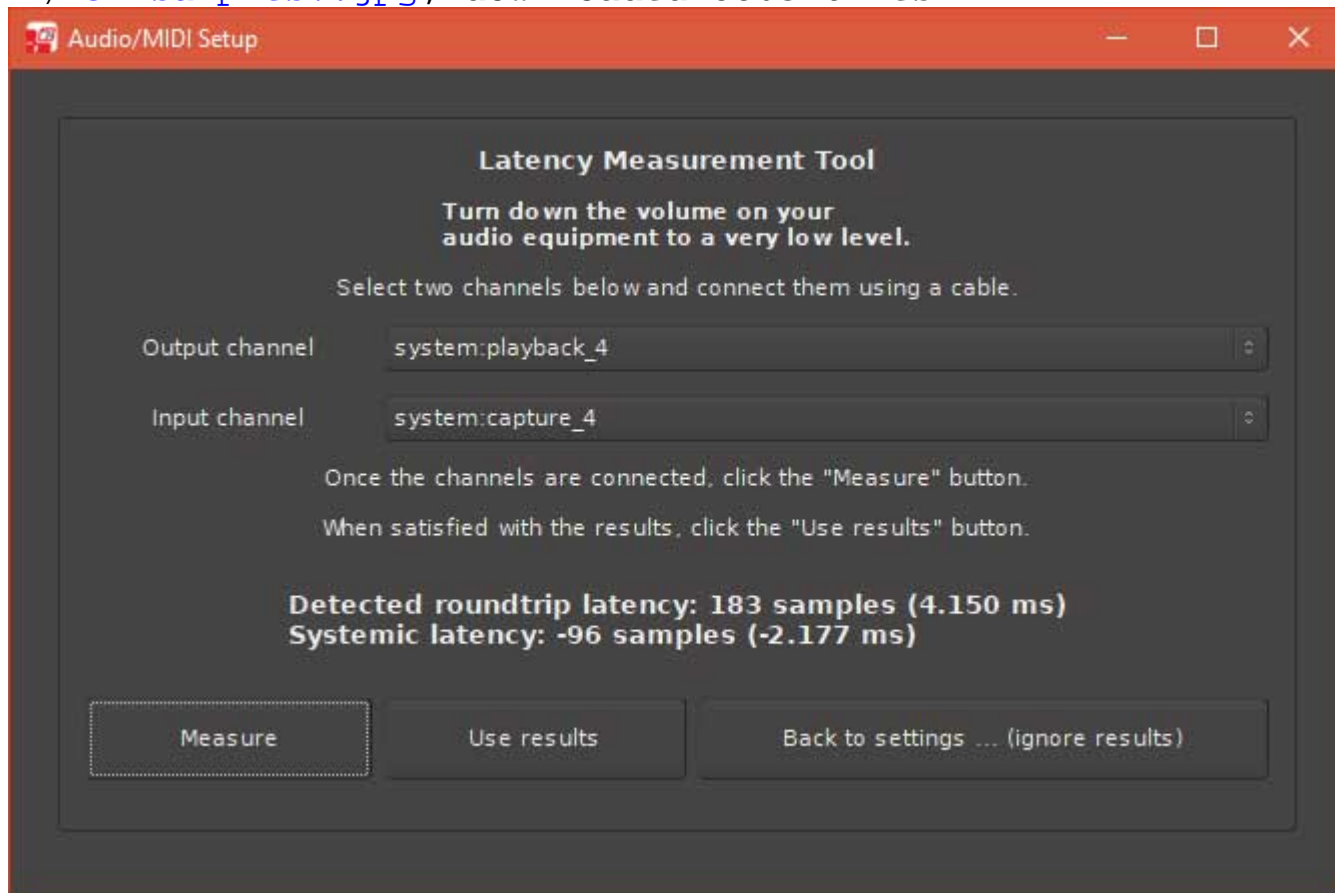 Audio/MIDI Setup
Latency Measurement Tool
Turn down the volume on your
audio equipment to a very low level.
Select two channels below and connect them using a cable.
Output channel system:playback_4
Input channel system:capture_4
Once the channels are connected, click the "Measure" button.
When satisfied with the results, click the "Use results" button.
Detected roundtrip latency: 183 samples (4.150 ms)
Systemic latency: -96 samples (-2.177 ms)
Measure Use results Back to settings ... (ignore results)